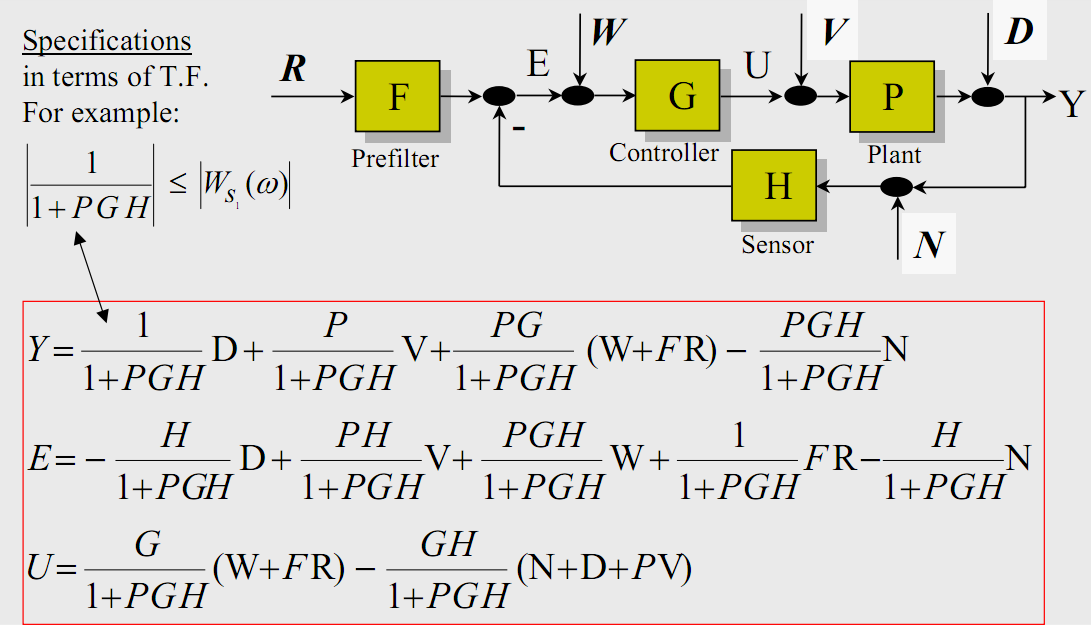 Specifications
in terms of T.F.
For example:
|1/(1+PGH)| ≤ |W_{S_1}(ω)|
R
F
Prefilter
E
W
G
Controller
U
V
P
Plant
D
Y
H
Sensor
N
-
Y= 1/(1+PGH) D+ P/(1+PGH) V+ PG/(1+PGH) (W+FR) − PGH/(1+PGH) N
E= − H/(1+PGH) D+ PH/(1+PGH) V+ PGH/(1+PGH) W+ 1/(1+PGH) FR− H/(1+PGH) N
U= G/(1+PGH) (W+FR) − GH/(1+PGH) (N+D+PV)